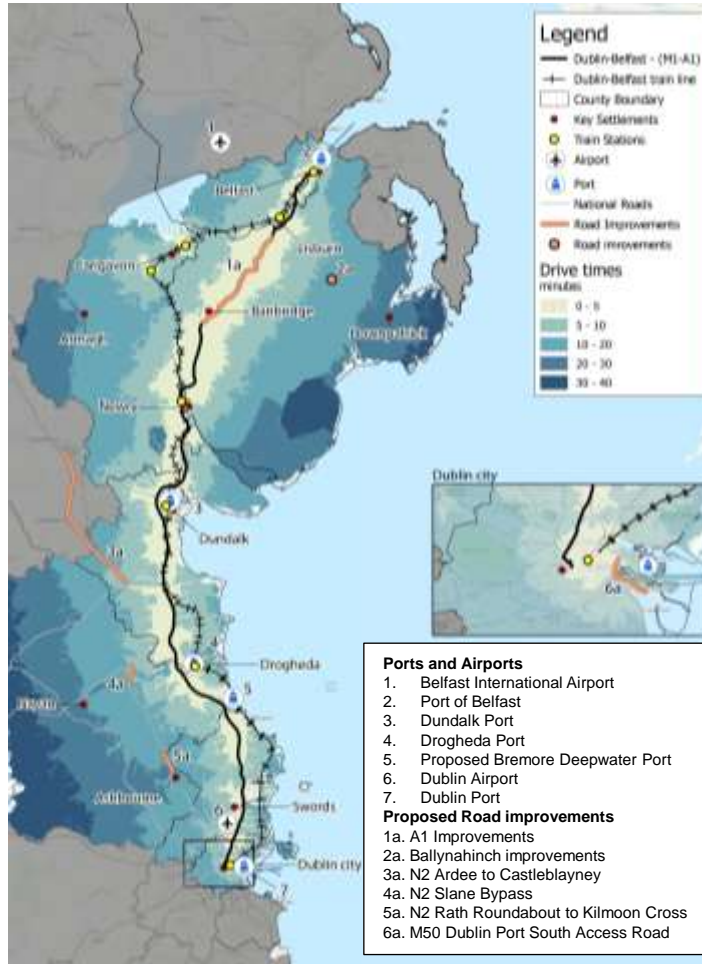 Legend
Dublin-Belfast - (M1-A1)
Dublin-Belfast train line
County Boundary
Key Settlements
Train Stations
Airport
Port
National Roads
Road Improvements
Road imrovements
Drive times
minutes
0 - 5
5 - 10
10 - 20
20 - 30
30 - 40
1
Belfast
Lisburn
Craigavon
1a
2a
Banbridge
Armagh
Downpatrick
Newry
3
Dundalk
3a
Dublin city
6a
4
Drogheda
4a
5
Navan
5a
Ashbourne
6
Swords
Dublin city
7
Ports and Airports
1. Belfast International Airport
2. Port of Belfast
3. Dundalk Port
4. Drogheda Port
5. Proposed Bremore Deepwater Port
6. Dublin Airport
7. Dublin Port
Proposed Road improvements
1a. A1 Improvements
2a. Ballynahinch improvements
3a. N2 Ardee to Castleblayney
4a. N2 Slane Bypass
5a. N2 Rath Roundabout to Kilmoon Cross
6a. M50 Dublin Port South Access Road